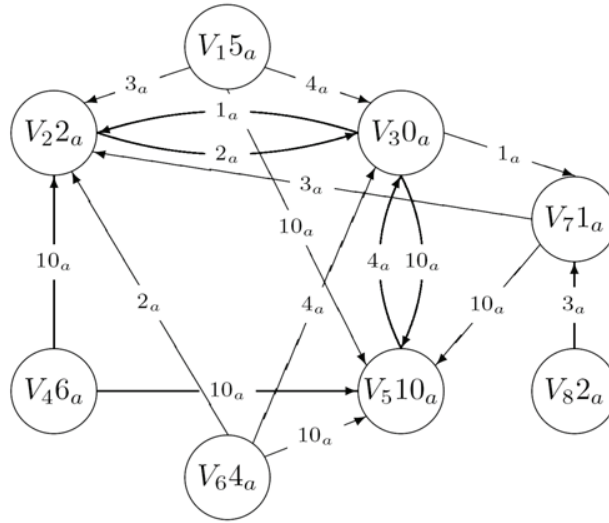 V₁5ₐ
3ₐ
4ₐ
1ₐ
V₂2ₐ
V₃0ₐ
2ₐ
1ₐ
3ₐ
V₇1ₐ
10ₐ
10ₐ
2ₐ
4ₐ
4ₐ
10ₐ
10ₐ
3ₐ
V₄6ₐ
10ₐ
V₅10ₐ
V₈2ₐ
10ₐ
V₆4ₐ